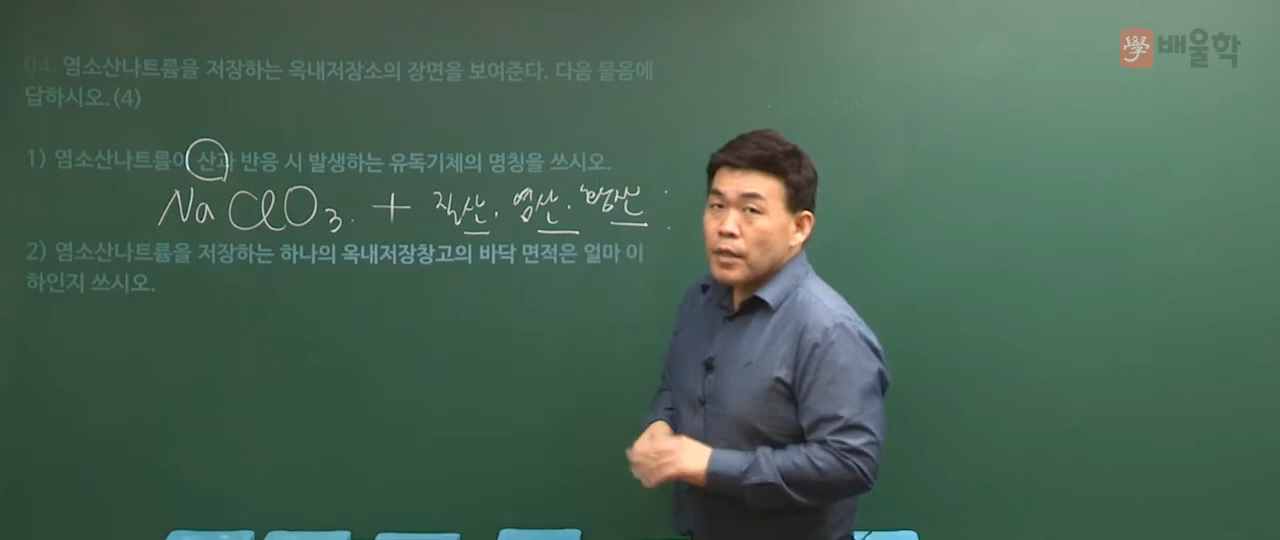 學 배울학
04. 염소산나트륨을 저장하는 옥내저장소의 장면을 보여준다. 다음 물음에
답하시오. (4)
1) 염소산나트륨이 산과 반응 시 발생하는 유독기체의 명칭을 쓰시오.
NaClO3. + 질산, 염산, 황산
2) 염소산나트륨을 저장하는 하나의 옥내저장창고의 바닥 면적은 얼마 이
하인지 쓰시오.